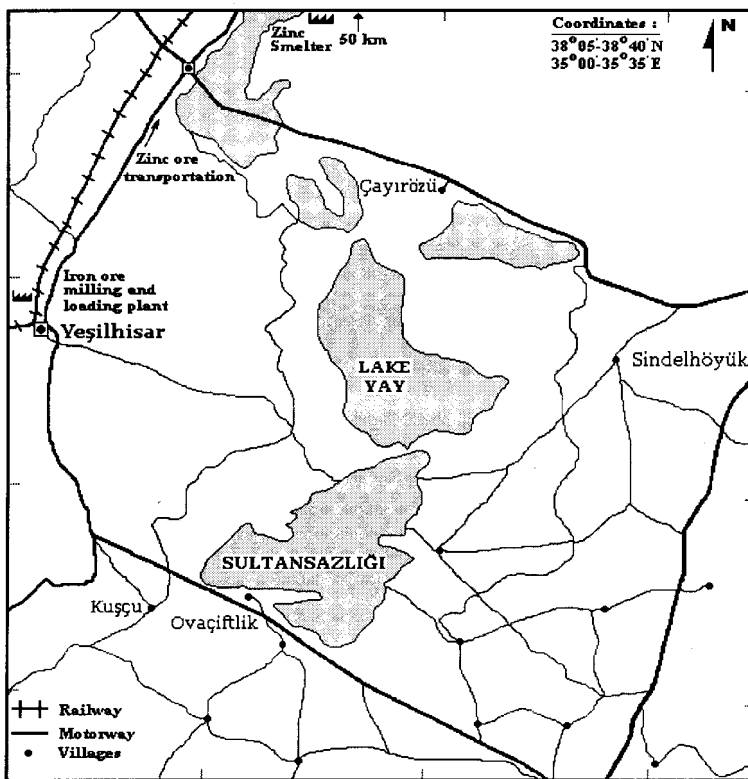 Zinc
Smelter
50 km
Coordinates :
38°05'-38°40'N
35°00'-35°35'E
N
Zinc ore
transportation
Çayırözü
Iron ore
milling and
loading plant
Yeşilhisar
LAKE
YAY
Sindelhöyük
SULTANSAZLIĞI
Kuşçu
Ovaçiftlik
Railway
Motorway
Villages